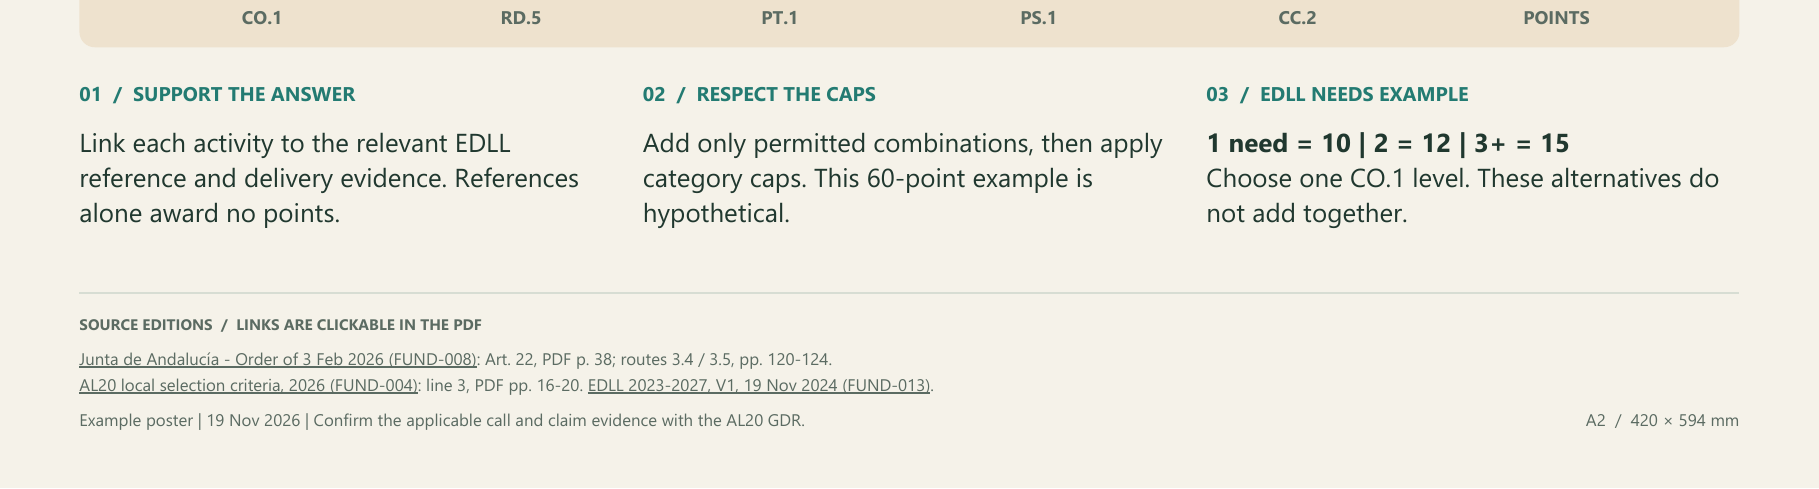 CO.1 RD.5 PT.1 PS.1 CC.2 POINTS
01 / SUPPORT THE ANSWER
Link each activity to the relevant EDLL
reference and delivery evidence. References
alone award no points.
02 / RESPECT THE CAPS
Add only permitted combinations, then apply
category caps. This 60-point example is
hypothetical.
03 / EDLL NEEDS EXAMPLE
1 need = 10 | 2 = 12 | 3+ = 15
Choose one CO.1 level. These alternatives do
not add together.
SOURCE EDITIONS / LINKS ARE CLICKABLE IN THE PDF
Junta de Andalucía - Order of 3 Feb 2026 (FUND-008): Art. 22, PDF p. 38; routes 3.4 / 3.5, pp. 120-124.
AL20 local selection criteria, 2026 (FUND-004): line 3, PDF pp. 16-20. EDLL 2023-2027, V1, 19 Nov 2024 (FUND-013).
Example poster | 19 Nov 2026 | Confirm the applicable call and claim evidence with the AL20 GDR.
A2 / 420 × 594 mm